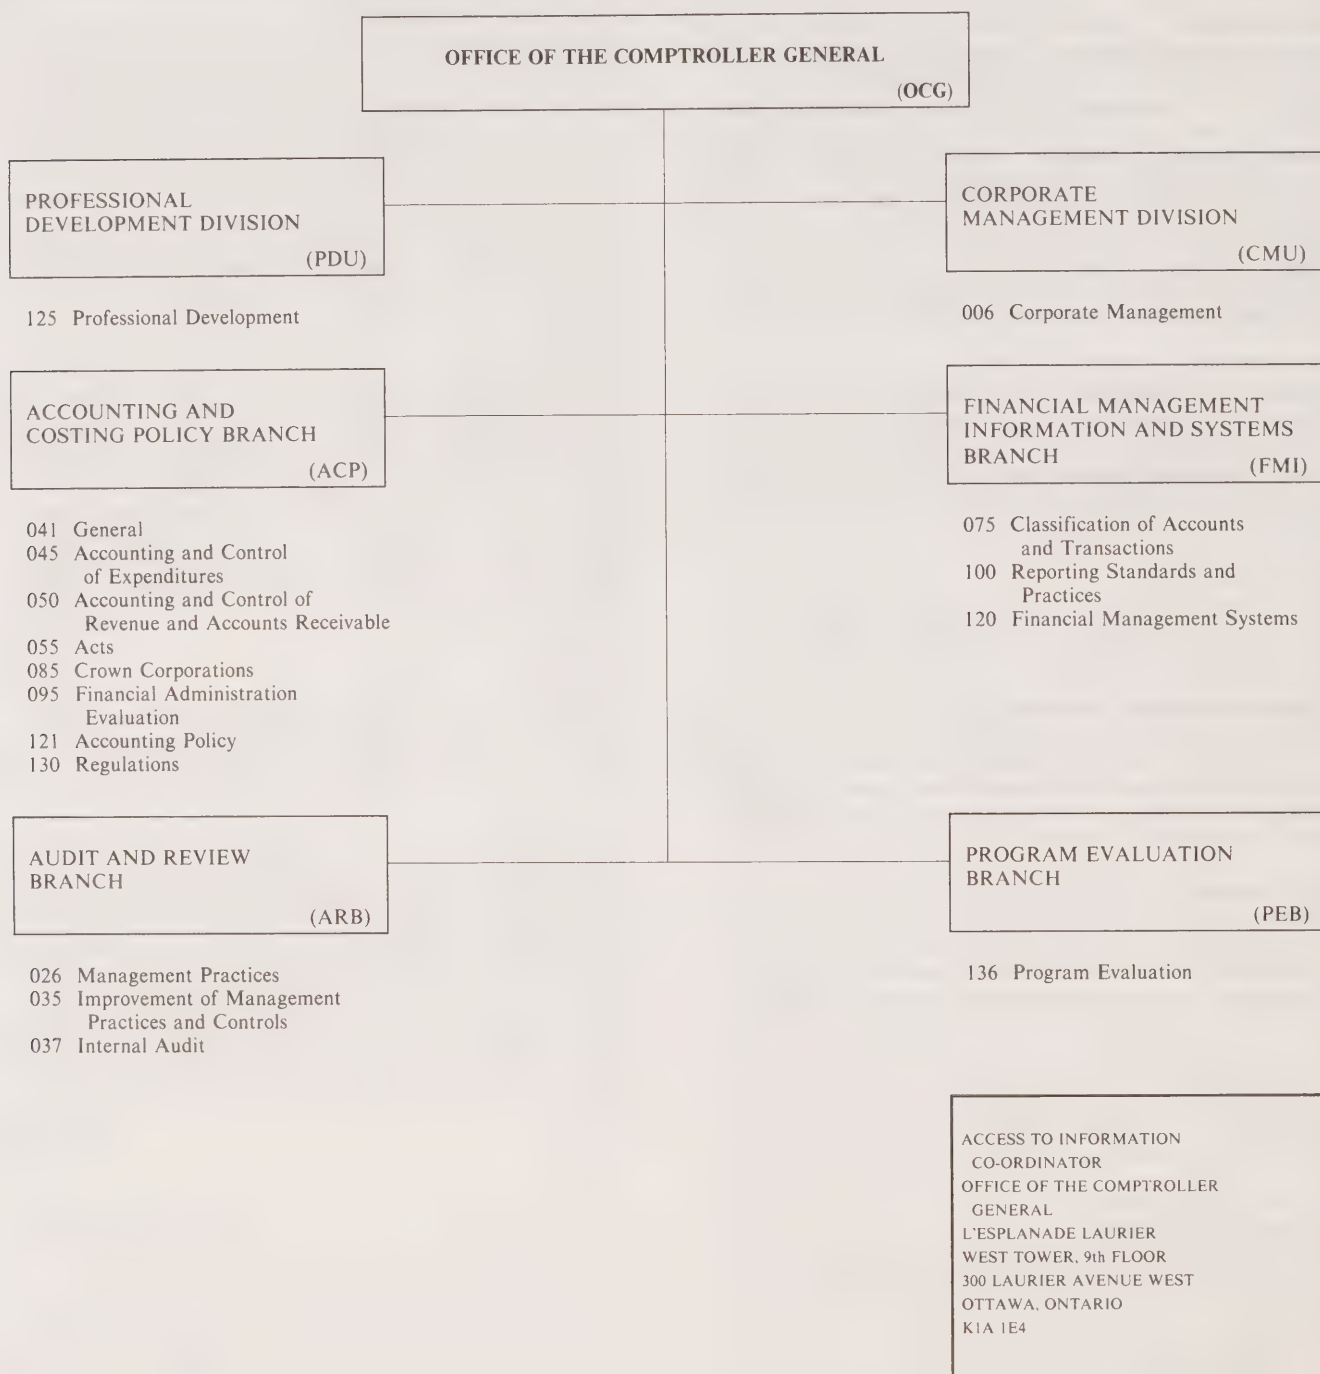 OFFICE OF THE COMPTROLLER GENERAL
(OCG)
PROFESSIONAL
DEVELOPMENT DIVISION
(PDU)
125 Professional Development
CORPORATE
MANAGEMENT DIVISION
(CMU)
006 Corporate Management
ACCOUNTING AND
COSTING POLICY BRANCH
(ACP)
041 General
045 Accounting and Control
of Expenditures
050 Accounting and Control of
Revenue and Accounts Receivable
055 Acts
085 Crown Corporations
095 Financial Administration
Evaluation
121 Accounting Policy
130 Regulations
FINANCIAL MANAGEMENT
INFORMATION AND SYSTEMS
BRANCH
(FMI)
075 Classification of Accounts
and Transactions
100 Reporting Standards and
Practices
120 Financial Management Systems
AUDIT AND REVIEW
BRANCH
(ARB)
026 Management Practices
035 Improvement of Management
Practices and Controls
037 Internal Audit
PROGRAM EVALUATION
BRANCH
(PEB)
136 Program Evaluation
ACCESS TO INFORMATION
CO-ORDINATOR
OFFICE OF THE COMPTROLLER
GENERAL
L'ESPLANADE LAURIER
WEST TOWER, 9th FLOOR
300 LAURIER AVENUE WEST
OTTAWA, ONTARIO
K1A 1E4